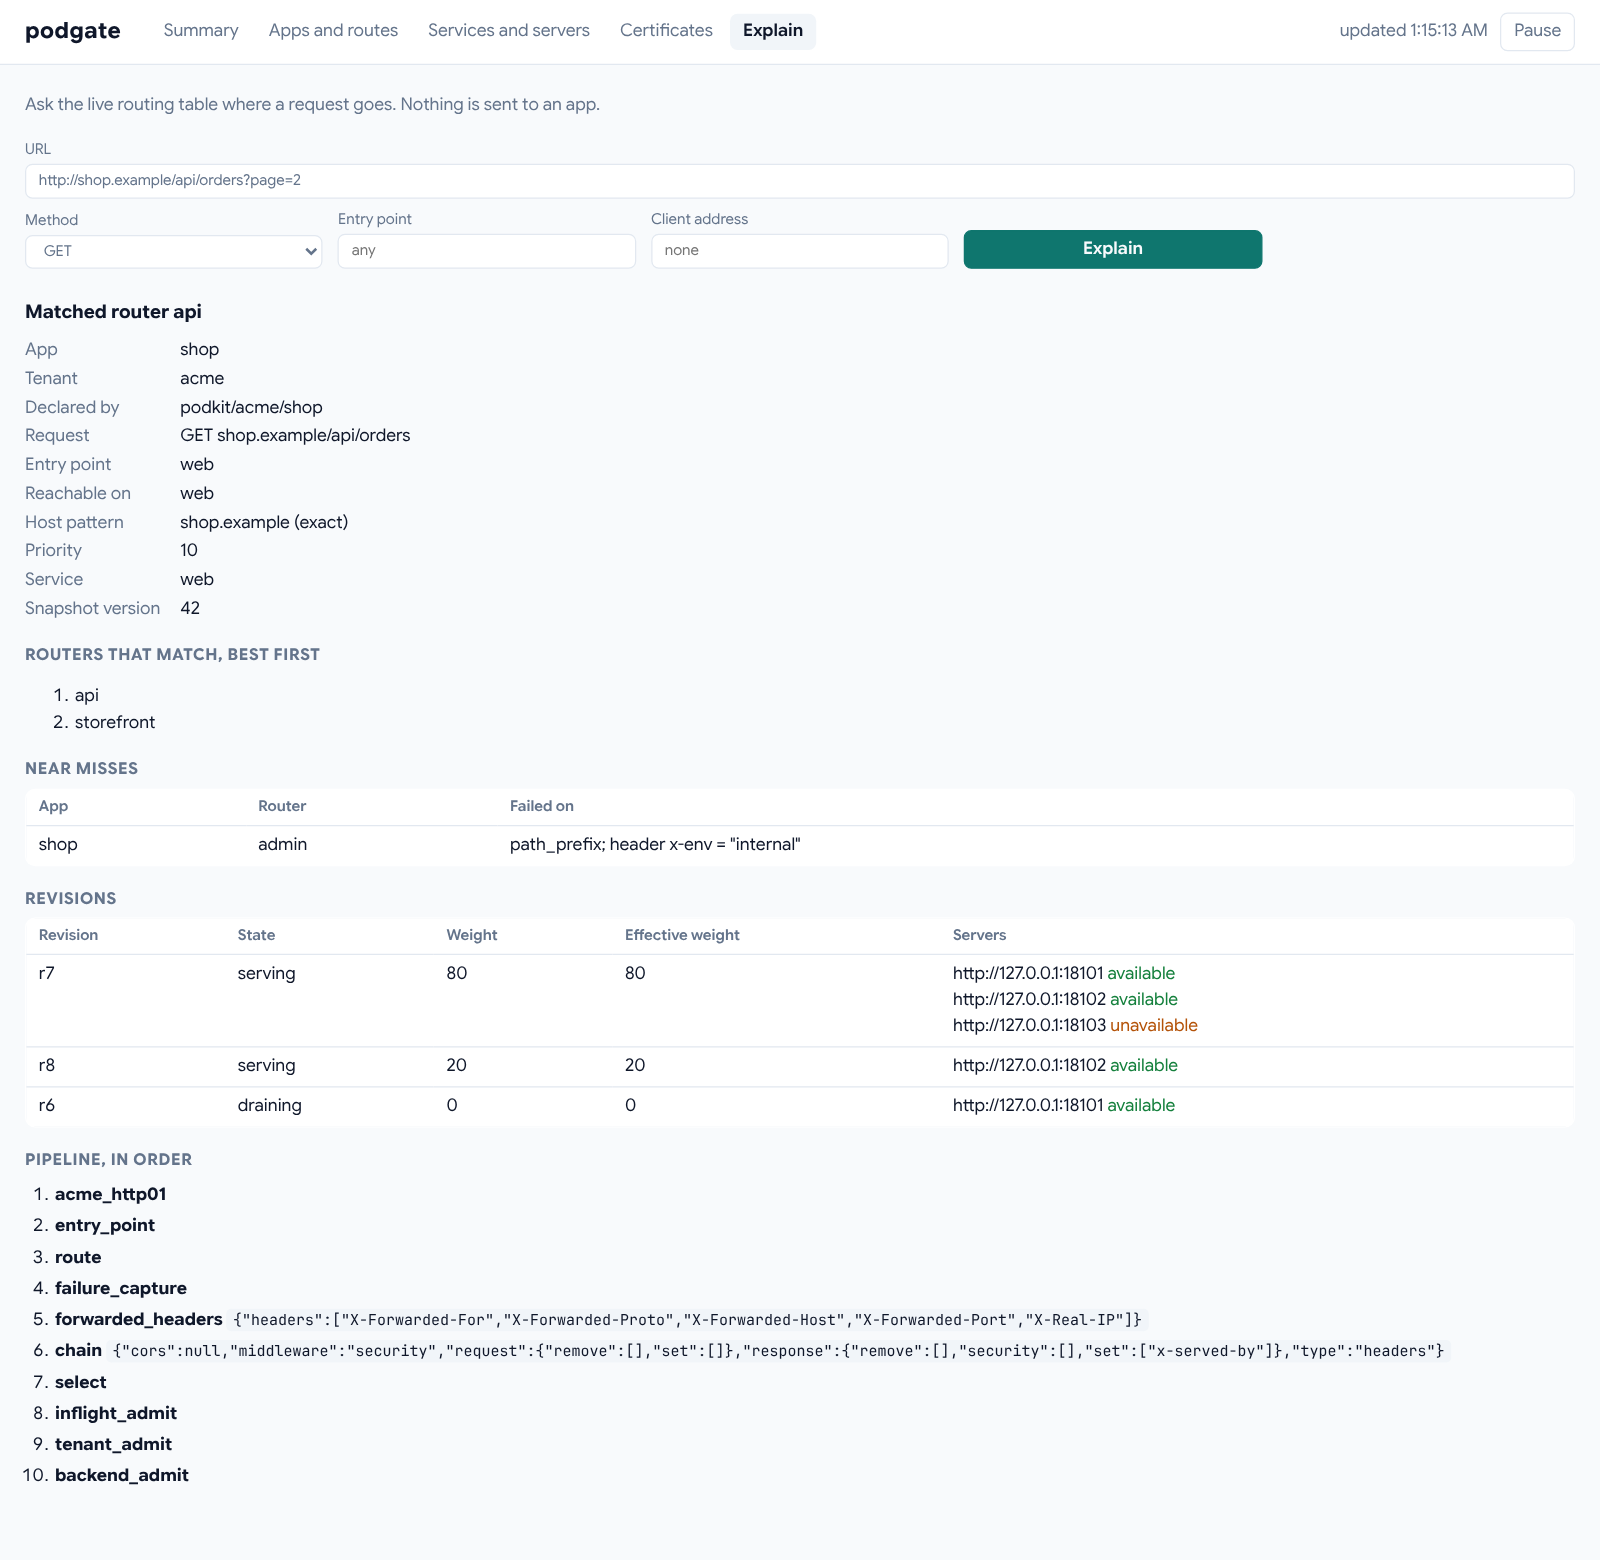 podgate Summary Apps and routes Services and servers Certificates Explain updated 1:15:13 AM Pause
Ask the live routing table where a request goes. Nothing is sent to an app.
URL
http://shop.example/api/orders?page=2
Method Entry point Client address
GET any none Explain
Matched router api
App shop
Tenant acme
Declared by podkit/acme/shop
Request GET shop.example/api/orders
Entry point web
Reachable on web
Host pattern shop.example (exact)
Priority 10
Service web
Snapshot version 42
ROUTERS THAT MATCH, BEST FIRST
1. api
2. storefront
NEAR MISSES
App Router Failed on
shop admin path_prefix; header x-env = "internal"
REVISIONS
Revision State Weight Effective weight Servers
r7 serving 80 80 http://127.0.0.1:18101 available
http://127.0.0.1:18102 available
http://127.0.0.1:18103 unavailable
r8 serving 20 20 http://127.0.0.1:18102 available
r6 draining 0 0 http://127.0.0.1:18101 available
PIPELINE, IN ORDER
1. acme_http01
2. entry_point
3. route
4. failure_capture
5. forwarded_headers {"headers":["X-Forwarded-For","X-Forwarded-Proto","X-Forwarded-Host","X-Forwarded-Port","X-Real-IP"]}
6. chain {"cors":null,"middleware":"security","request":{"remove":[],"set":[]},"response":{"remove":[],"security":[],"set":["x-served-by"]},"type":"headers"}
7. select
8. inflight_admit
9. tenant_admit
10. backend_admit